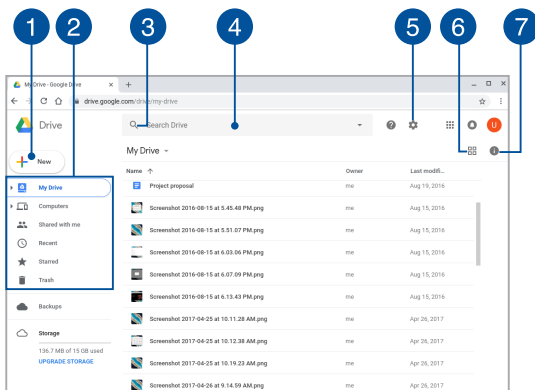 1 2 3 4 5 6 7
My Drive - Google Drive
drive.google.com/drive/my-drive
Drive
Search Drive
U
New
My Drive
Name Owner Last modifi...
My Drive
Computers
Shared with me
Recent
Starred
Trash
Backups
Storage
136.7 MB of 15 GB used
UPGRADE STORAGE
Project proposal me Aug 19, 2016
Screenshot 2016-08-15 at 5.45.48 PM.png me Aug 15, 2016
Screenshot 2016-08-15 at 5.51.07 PM.png me Aug 15, 2016
Screenshot 2016-08-15 at 6.03.06 PM.png me Aug 15, 2016
Screenshot 2016-08-15 at 6.07.09 PM.png me Aug 15, 2016
Screenshot 2016-08-15 at 6.13.43 PM.png me Aug 15, 2016
Screenshot 2017-04-25 at 10.11.28 AM.png me Apr 26, 2017
Screenshot 2017-04-25 at 10.12.38 AM.png me Apr 26, 2017
Screenshot 2017-04-25 at 10.19.23 AM.png me Apr 26, 2017
Screenshot 2017-04-26 at 9.14.59 AM.png me Apr 26, 2017